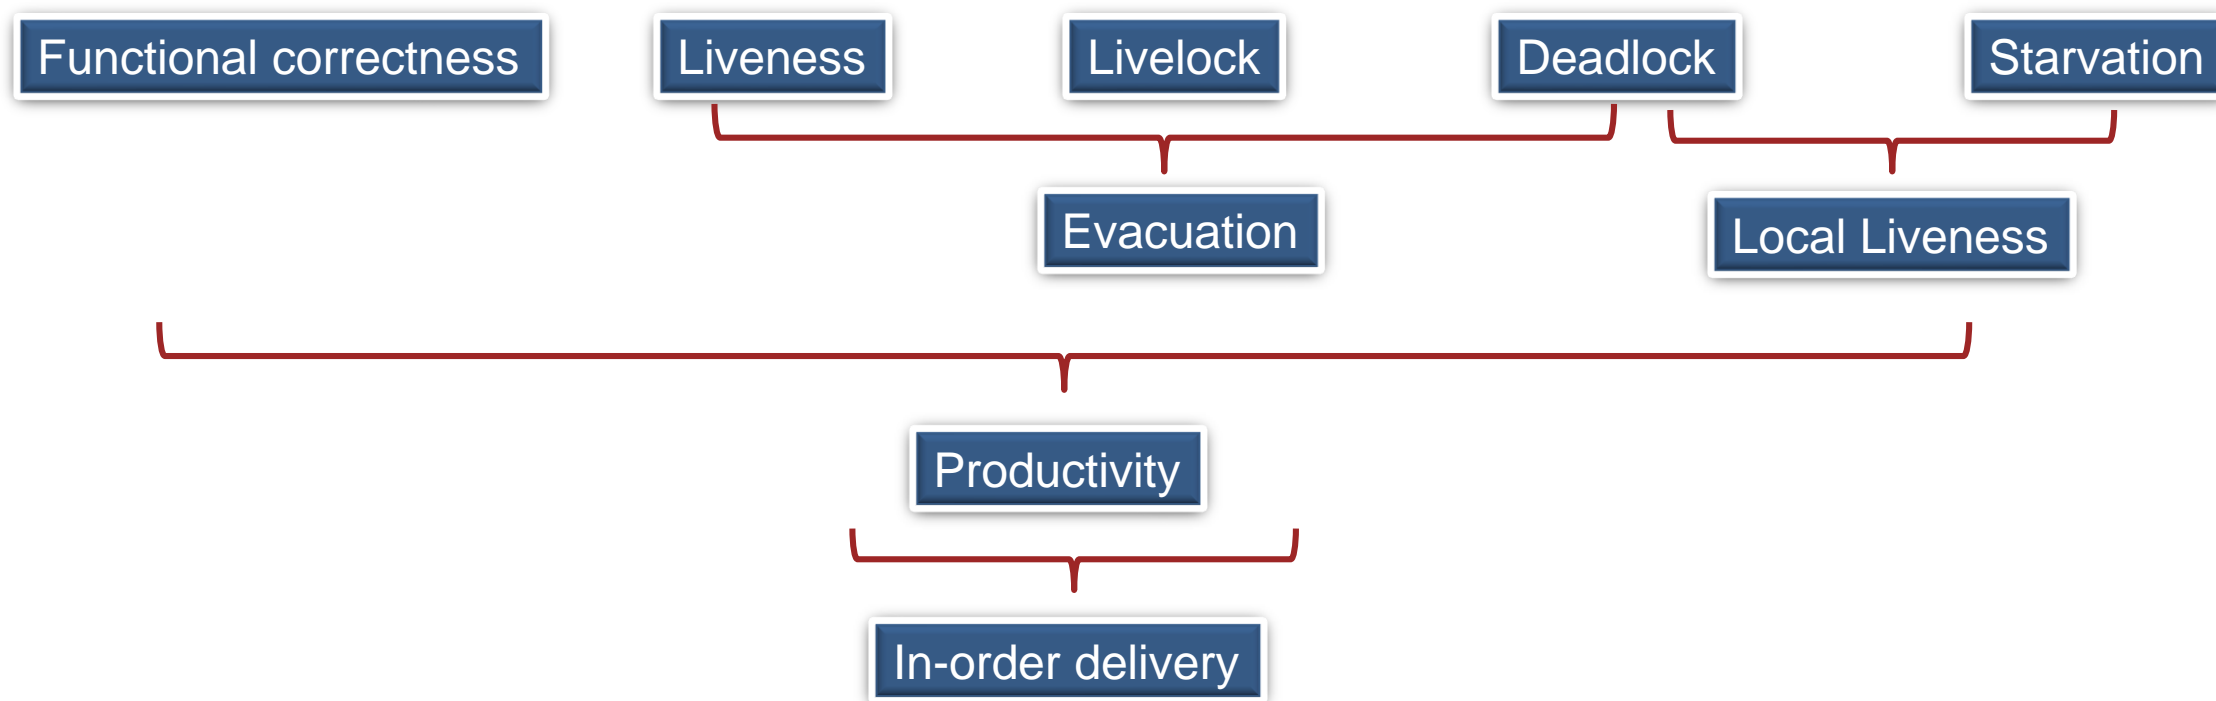 Functional correctness
Liveness
Livelock
Deadlock
Starvation
Evacuation
Local Liveness
Productivity
In-order delivery